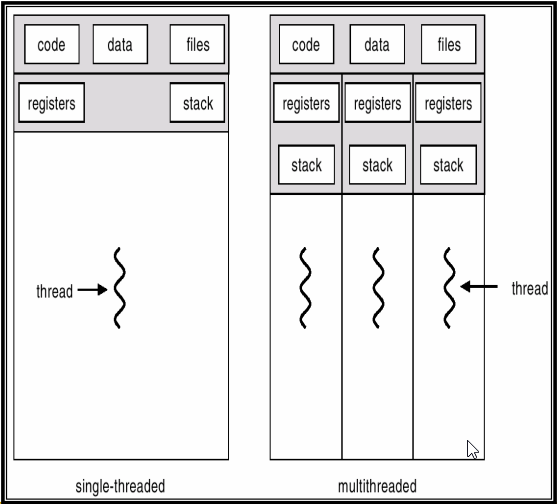 code data files
registers stack
thread
single-threaded
code data files
registers registers registers
stack stack stack
thread
multithreaded